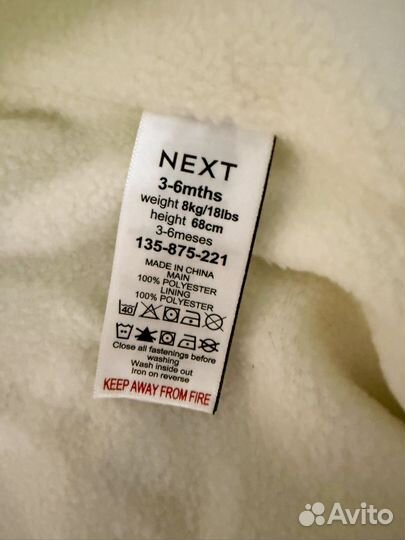 NEXT
3-6mths
weight 8kg/18lbs
height 68cm
3-6meses
135-875-221
MADE IN CHINA
MAIN
100% POLYESTER
LINING
100% POLYESTER
40
Close all fastenings before
washing
Wash inside out
Iron on reverse
KEEP AWAY FROM FIRE
Avito